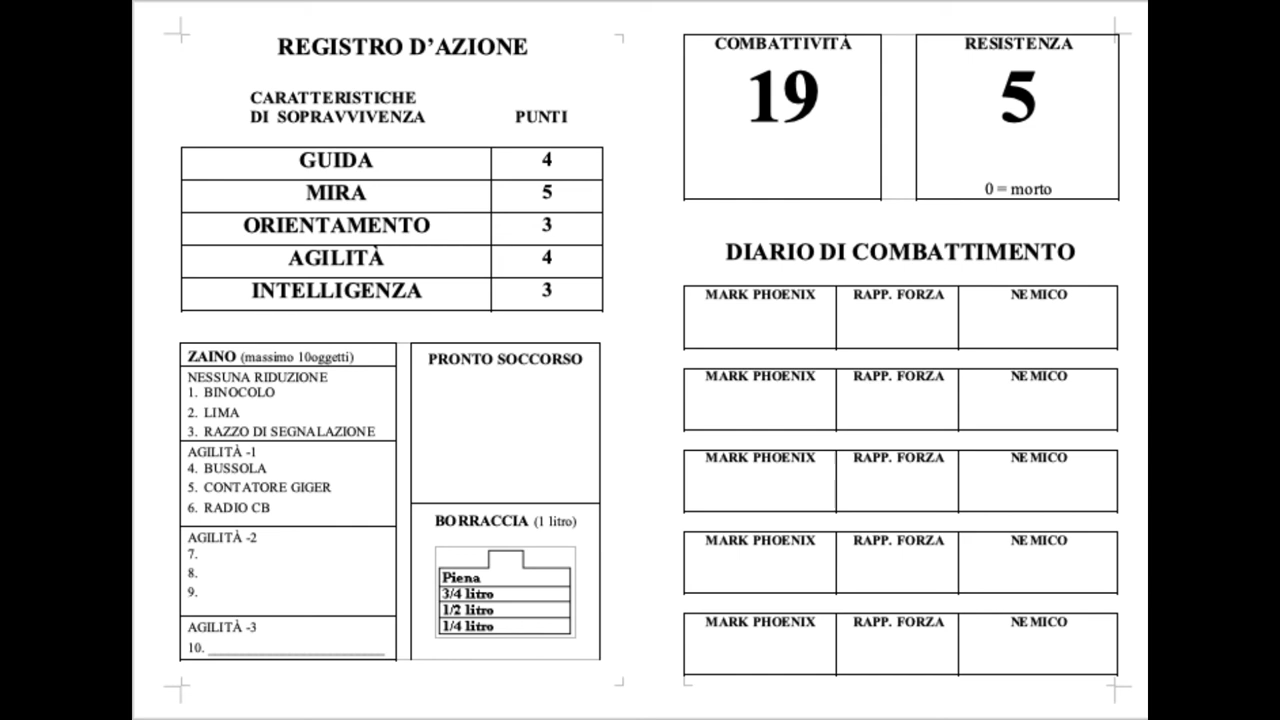 REGISTRO D’AZIONE
CARATTERISTICHE
DI SOPRAVVIVENZA PUNTI
GUIDA 4
MIRA 5
ORIENTAMENTO 3
AGILITÀ 4
INTELLIGENZA 3
ZAINO (massimo 10oggetti)
NESSUNA RIDUZIONE
1. BINOCOLO
2. LIMA
3. RAZZO DI SEGNALAZIONE
AGILITÀ -1
4. BUSSOLA
5. CONTATORE GIGER
6. RADIO CB
AGILITÀ -2
7.
8.
9.
AGILITÀ -3
10.
PRONTO SOCCORSO
BORRACCIA (1 litro)
Piena
3/4 litro
1/2 litro
1/4 litro
COMBATTIVITÀ
19
RESISTENZA
5
0 = morto
DIARIO DI COMBATTIMENTO
MARK PHOENIX RAPP. FORZA NEMICO
MARK PHOENIX RAPP. FORZA NEMICO
MARK PHOENIX RAPP. FORZA NEMICO
MARK PHOENIX RAPP. FORZA NEMICO
MARK PHOENIX RAPP. FORZA NEMICO